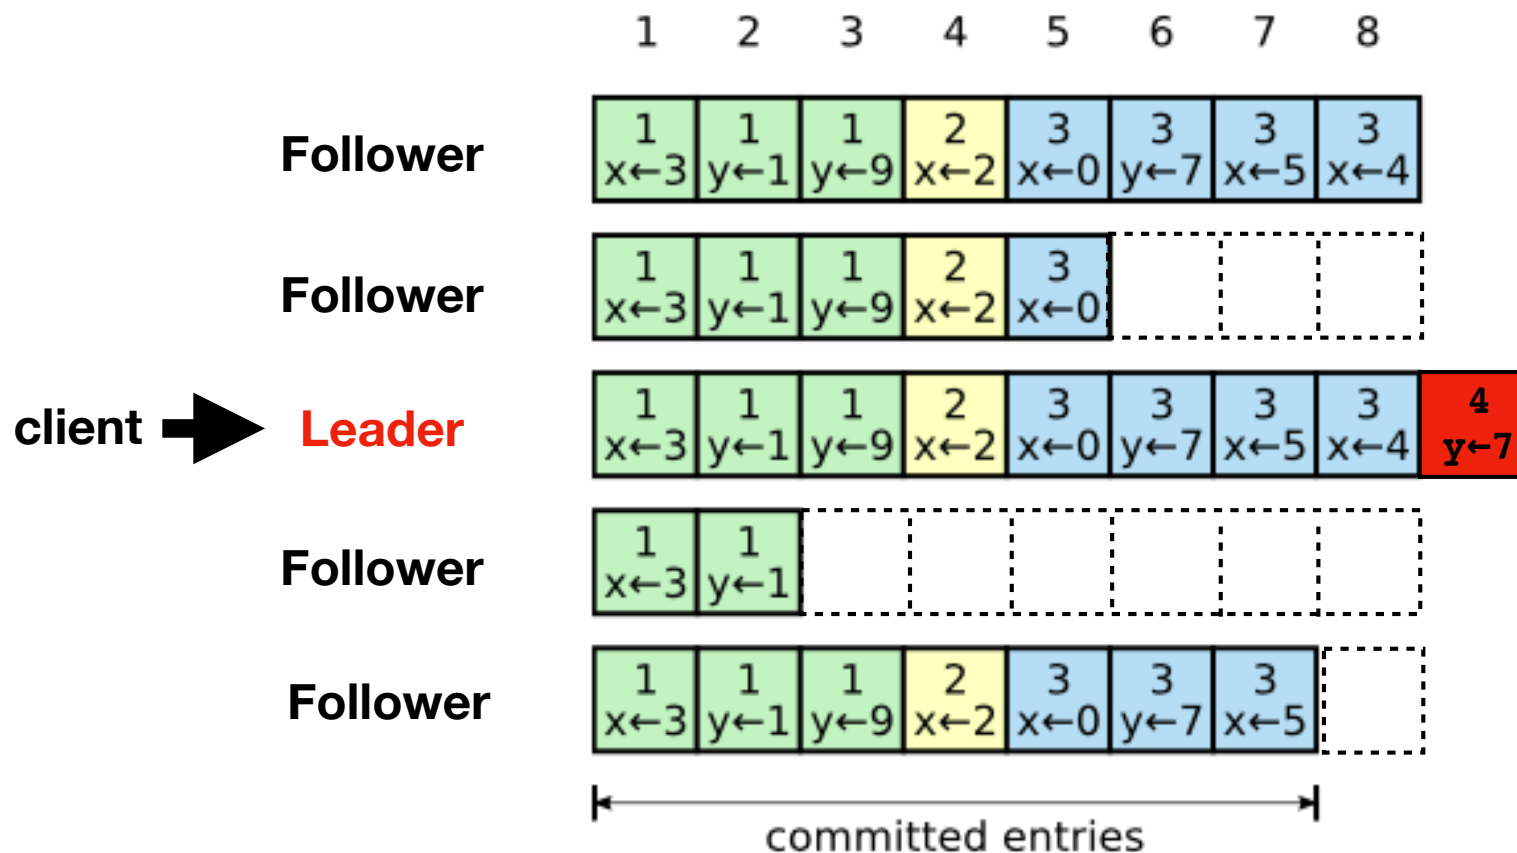 1 2 3 4 5 6 7 8
Follower
1 1 1 2 3 3 3 3
x←3 y←1 y←9 x←2 x←0 y←7 x←5 x←4
Follower
1 1 1 2 3
x←3 y←1 y←9 x←2 x←0
client Leader
1 1 1 2 3 3 3 3 4
x←3 y←1 y←9 x←2 x←0 y←7 x←5 x←4 y←7
Follower
1 1
x←3 y←1
Follower
1 1 1 2 3 3 3
x←3 y←1 y←9 x←2 x←0 y←7 x←5
committed entries